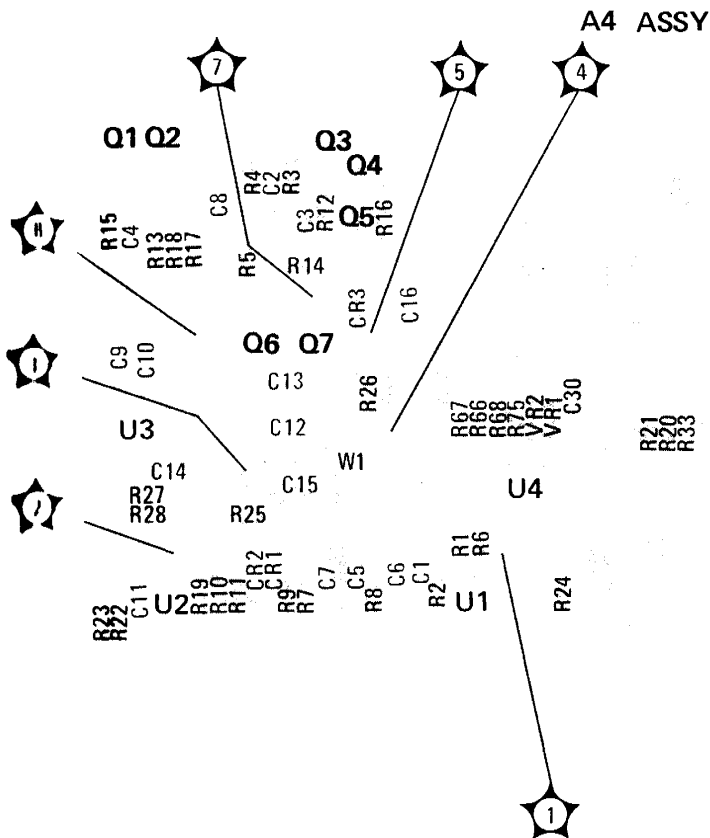 A4 ASSY
7
5
4
Q1 Q2
Q3
Q4
R4
C2
R3
C8
C3
R12
Q5
R16
R15
C4
R13
R18
R17
R5
R14
CR3
C16
Q6 Q7
C9
C10
C13
R26
C12
U3
R67
R66
R68
R75
VR2
VR1
C30
R21
R20
R33
W1
C14
C15
U4
R27
R28
R25
R1
R6
CR2
CR1
C7
C5
C6
C1
R23
R22
C11
U2
R19
R10
R11
R9
R7
R8
R2
U1
R24
1